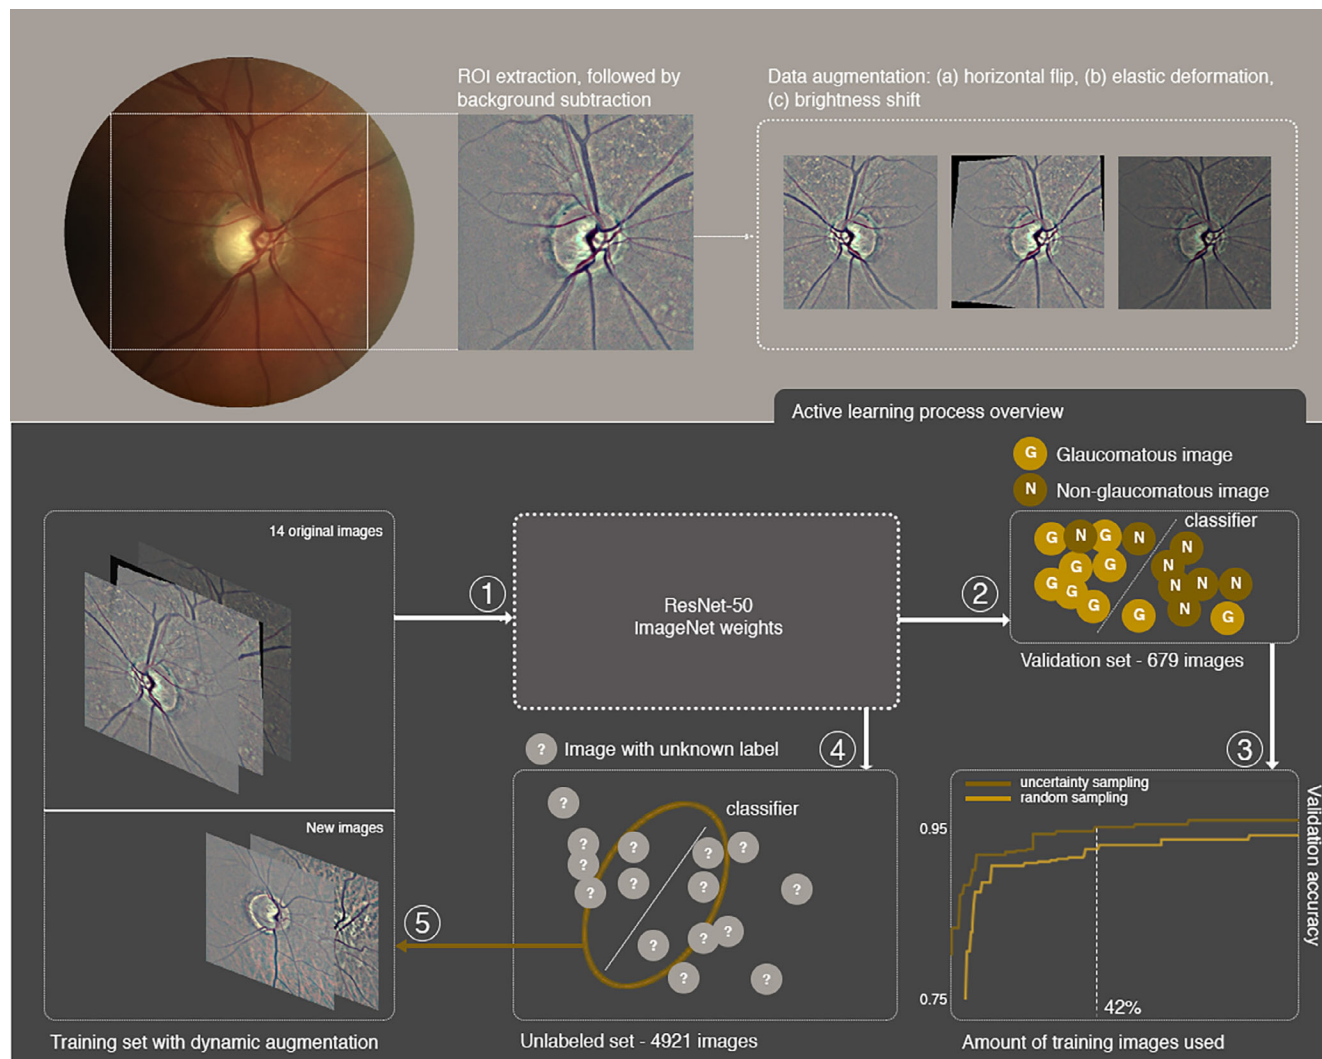 ROI extraction, followed by
background subtraction
Data augmentation: (a) horizontal flip, (b) elastic deformation,
(c) brightness shift
Active learning process overview
G Glaucomatous image
N Non-glaucomatous image
14 original images
1
ResNet-50
ImageNet weights
2
classifier
G N G N N
G G N
G G N N N
G G N G
Validation set - 679 images
3
? Image with unknown label
4
uncertainty sampling
random sampling
0.95
0.75
42%
Validation accuracy
Amount of training images used
classifier
?
? ? ? ?
?
? ? ? ?
? ? ?
? ?
Unlabeled set - 4921 images
5
New images
Training set with dynamic augmentation